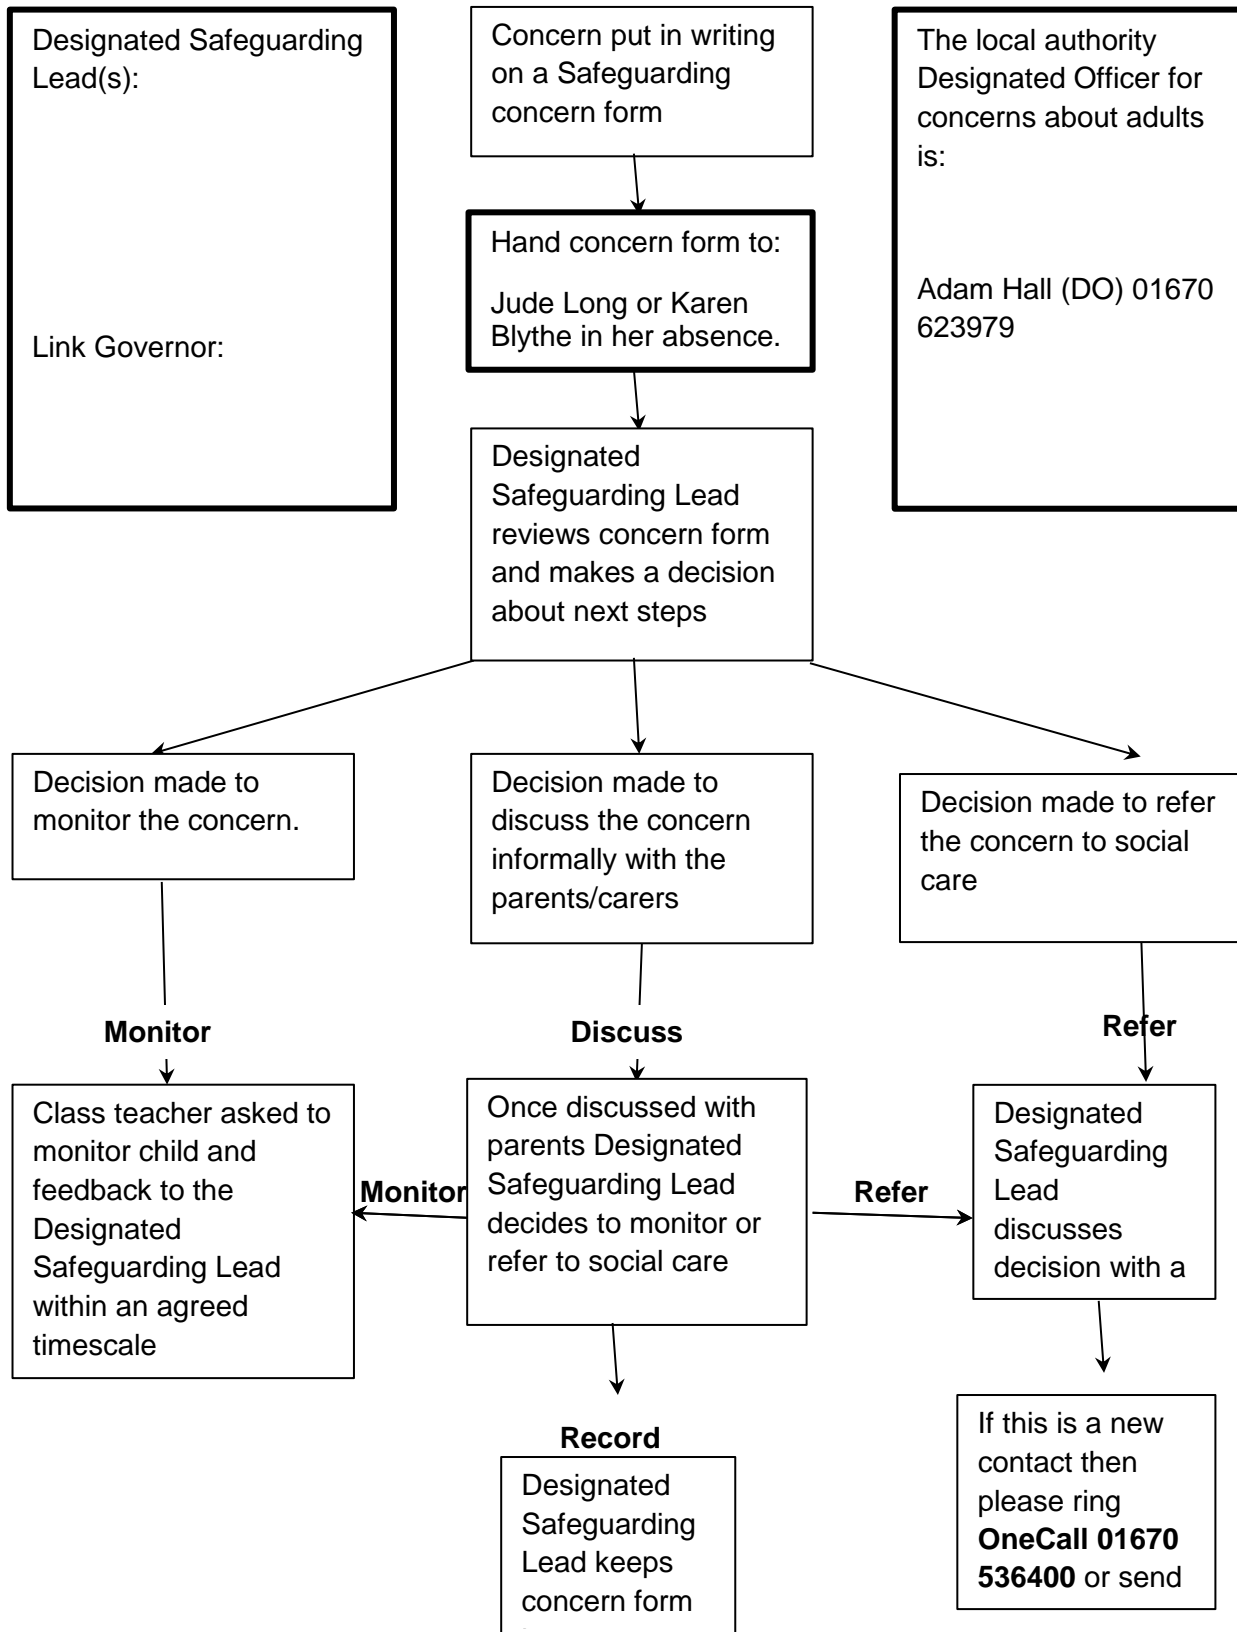 Designated Safeguarding
Lead(s):
Link Governor:
Concern put in writing
on a Safeguarding
concern form
The local authority
Designated Officer for
concerns about adults
is:
Adam Hall (DO) 01670
623979
Hand concern form to:
Jude Long or Karen
Blythe in her absence.
Designated
Safeguarding Lead
reviews concern form
and makes a decision
about next steps
Decision made to
monitor the concern.
Decision made to
discuss the concern
informally with the
parents/carers
Decision made to refer
the concern to social
care
Monitor
Discuss
Refer
Class teacher asked to
monitor child and
feedback to the
Designated
Safeguarding Lead
within an agreed
timescale
Monitor
Once discussed with
parents Designated
Safeguarding Lead
decides to monitor or
refer to social care
Refer
Designated
Safeguarding
Lead
discusses
decision with a
Record
Designated
Safeguarding
Lead keeps
concern form
If this is a new
contact then
please ring
OneCall 01670
536400 or send